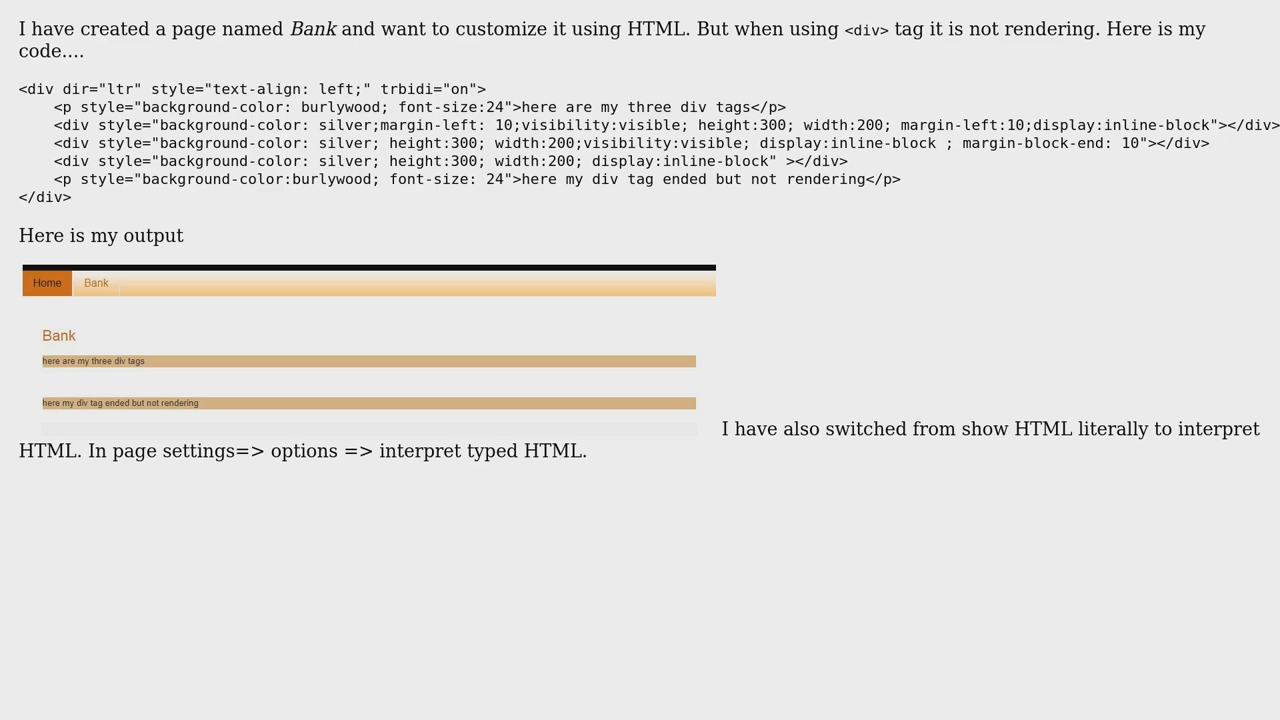 I have created a page named Bank and want to customize it using HTML. But when using <div> tag it is not rendering. Here is my
code....
<div dir="ltr" style="text-align: left;" trbidi="on">
    <p style="background-color: burlywood; font-size:24">here are my three div tags</p>
    <div style="background-color: silver;margin-left: 10;visibility:visible; height:300; width:200; margin-left:10;display:inline-block"></div>
    <div style="background-color: silver; height:300; width:200;visibility:visible; display:inline-block ; margin-block-end: 10"></div>
    <div style="background-color: silver; height:300; width:200; display:inline-block" ></div>
    <p style="background-color:burlywood; font-size: 24">here my div tag ended but not rendering</p>
</div>
Here is my output
Home Bank
Bank
here are my three div tags
here my div tag ended but not rendering
I have also switched from show HTML literally to interpret
HTML. In page settings=> options => interpret typed HTML.